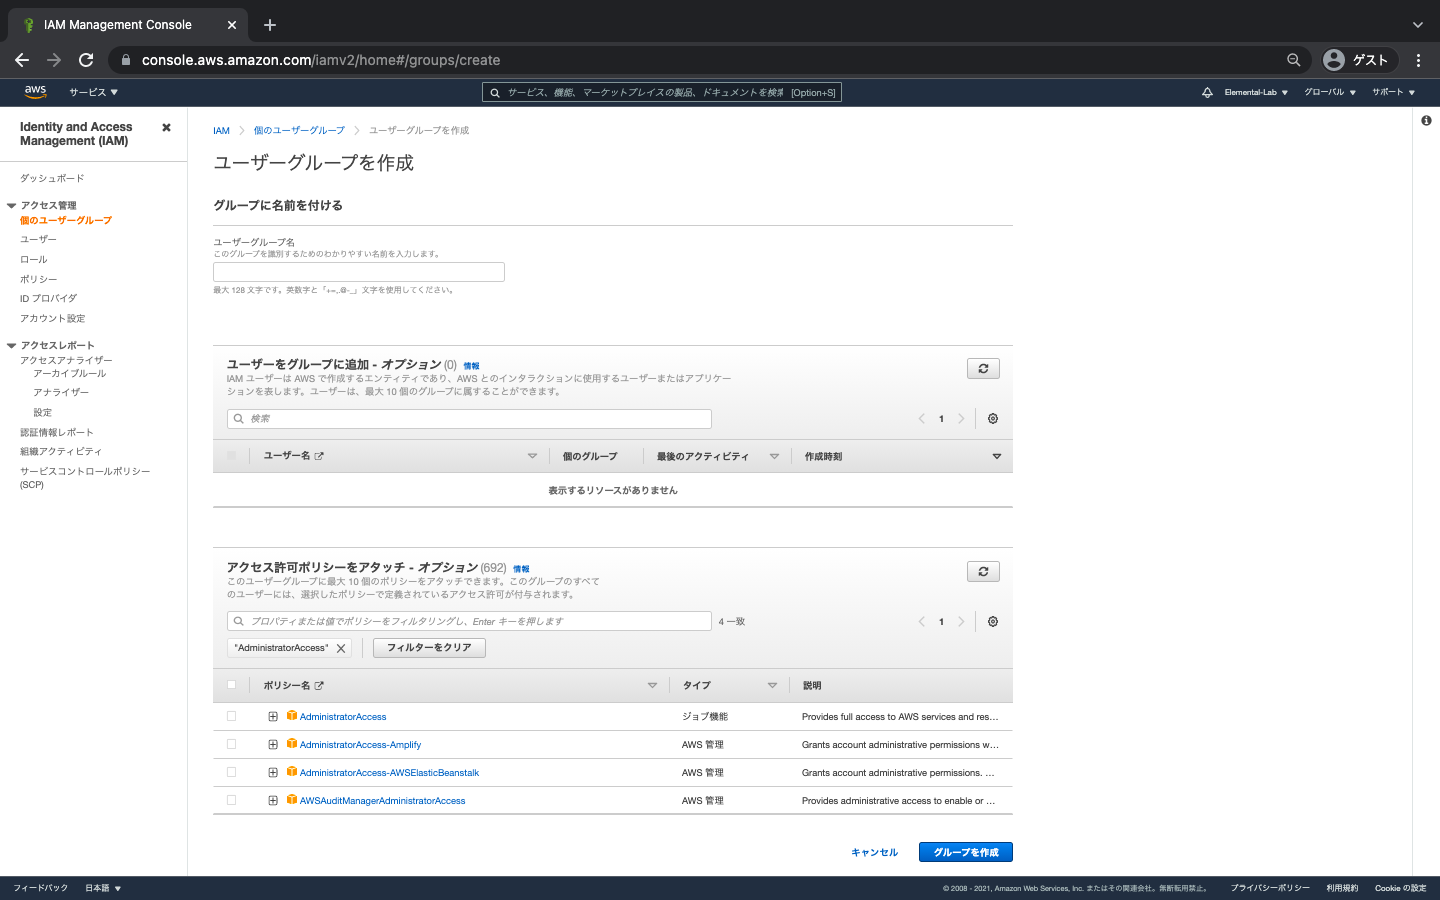 IAM Management Console
console.aws.amazon.com/iamv2/home#/groups/create
ゲスト
aws
サービス
サービス、機能、マーケットプレイスの製品、ドキュメントを検索 [Option+S]
Elemental-Lab
グローバル
サポート
Identity and Access
Management (IAM)
ダッシュボード
アクセス管理
個のユーザーグループ
ユーザー
ロール
ポリシー
ID プロバイダ
アカウント設定
アクセスレポート
アクセスアナライザー
アーカイブルール
アナライザー
設定
認証情報レポート
組織アクティビティ
サービスコントロールポリシー
(SCP)
IAM
個のユーザーグループ
ユーザーグループを作成
ユーザーグループを作成
グループに名前を付ける
ユーザーグループ名
このグループを識別するためのわかりやすい名前を入力します。
最大 128 文字です。英数字と「+=,.@-_」文字を使用してください。
ユーザーをグループに追加 - オプション (0) 情報
IAM ユーザーは AWS で作成するエンティティであり、AWS とのインタラクションに使用するユーザーまたはアプリケー
ションを表します。ユーザーは、最大 10 個のグループに属することができます。
検索
1
ユーザー名
個のグループ
最後のアクティビティ
作成時刻
表示するリソースがありません
アクセス許可ポリシーをアタッチ - オプション (692) 情報
このユーザーグループに最大 10 個のポリシーをアタッチできます。このグループのすべて
のユーザーには、選択したポリシーで定義されているアクセス許可が付与されます。
プロパティまたは値でポリシーをフィルタリングし、Enter キーを押します
4 一致
1
"AdministratorAccess"
フィルターをクリア
ポリシー名
タイプ
説明
AdministratorAccess
ジョブ機能
Provides full access to AWS services and res…
AdministratorAccess-Amplify
AWS 管理
Grants account administrative permissions w…
AdministratorAccess-AWSElasticBeanstalk
AWS 管理
Grants account administrative permissions. …
AWSAuditManagerAdministratorAccess
AWS 管理
Provides administrative access to enable or …
キャンセル
グループを作成
フィードバック
日本語
© 2008 - 2021, Amazon Web Services, Inc. またはその関連会社。無断転用禁止。
プライバシーポリシー
利用規約
Cookie の設定